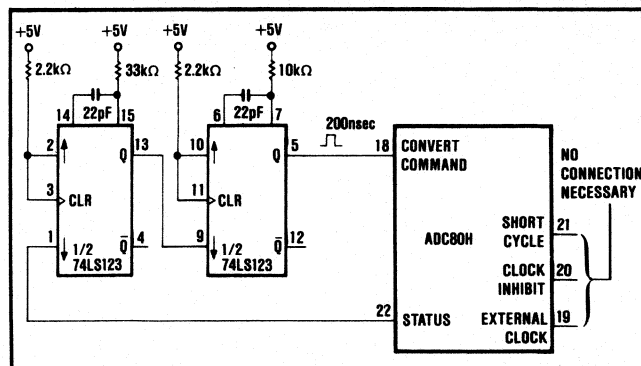 +5V +5V +5V +5V
2.2kΩ 33kΩ 2.2kΩ 10kΩ
14 22pF 15 6 22pF 7
2 13 Q 10 5 Q 200nsec 18 CONVERT COMMAND
NO CONNECTION NECESSARY
3 CLR 11 CLR
ADC80H
SHORT CYCLE 21
1 1/2 74LS123 Q̅ 4 9 1/2 74LS123 Q̅ 12
CLOCK INHIBIT 20
22 STATUS EXTERNAL CLOCK 19